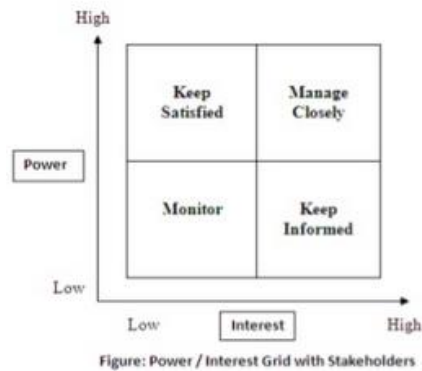 High
Keep
Satisfied
Manage
Closely
Power
Monitor
Keep
Informed
Low
Low
Interest
High
Figure: Power / Interest Grid with Stakeholders